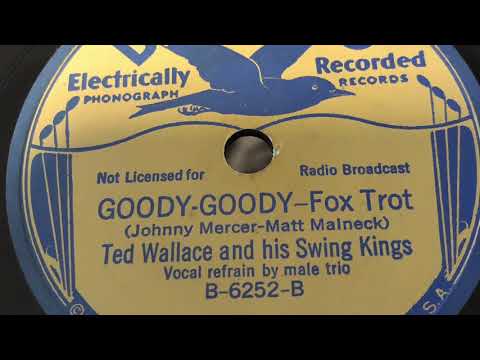 Electrically Recorded
PHONOGRAPH RECORDS
Not Licensed for Radio Broadcast
GOODY-GOODY—Fox Trot
(Johnny Mercer-Matt Malneck)
Ted Wallace and his Swing Kings
Vocal refrain by male trio
B-6252-B
©
S.A.